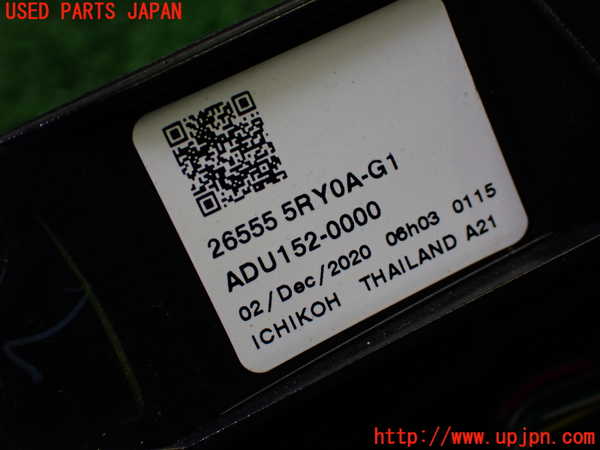 USED PARTS JAPAN
26555 5RY0A-G1
ADU152-0000
02/Dec/2020 06h03 0115
ICHIKOH THAILAND A21
http://www.upjpn.com/